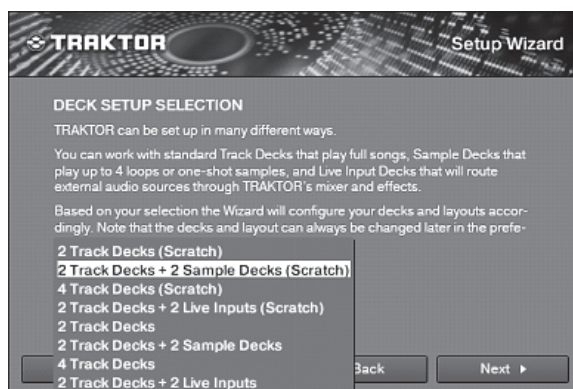 TRAKTOR
Setup Wizard
DECK SETUP SELECTION
TRAKTOR can be set up in many different ways.
You can work with standard Track Decks that play full songs, Sample Decks that
play up to 4 loops or one-shot samples, and Live Input Decks that will route
external audio sources through TRAKTOR's mixer and effects.
Based on your selection the Wizard will configure your decks and layouts accor-
dingly. Note that the decks and layout can always be changed later in the prefe-
2 Track Decks (Scratch)
2 Track Decks + 2 Sample Decks (Scratch)
4 Track Decks (Scratch)
2 Track Decks + 2 Live Inputs (Scratch)
2 Track Decks
2 Track Decks + 2 Sample Decks
4 Track Decks
2 Track Decks + 2 Live Inputs
Back
Next